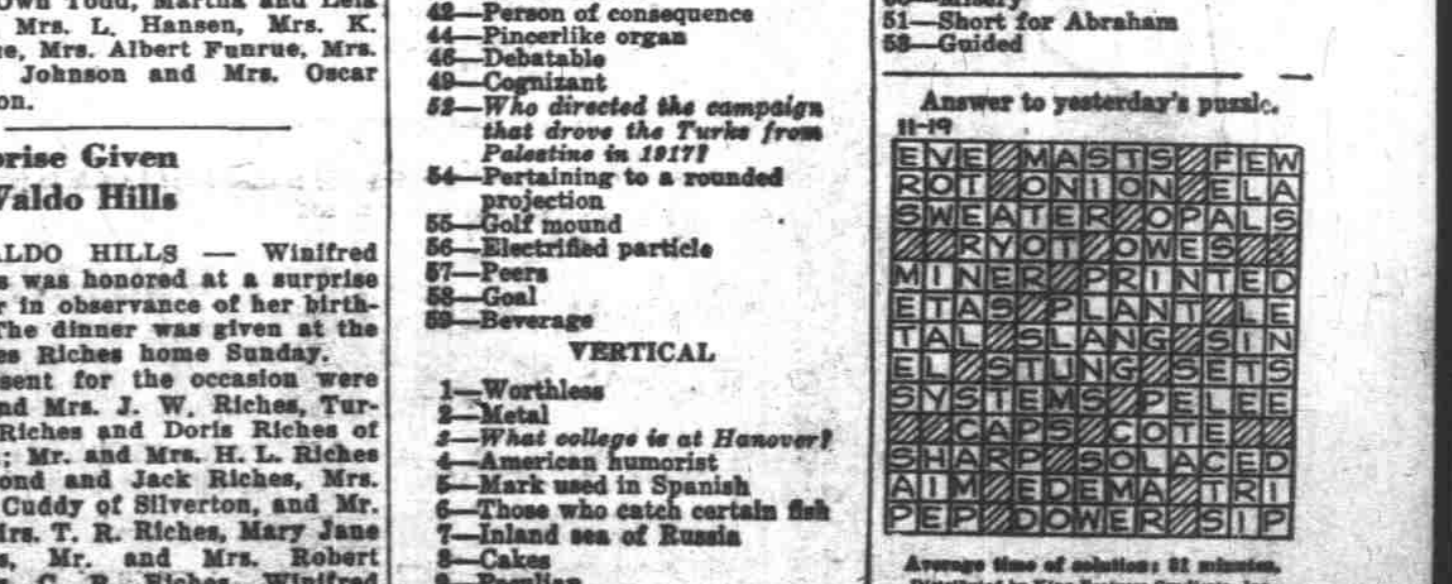 Mrs. L. Hansen, Mrs. K.
Mrs. Albert Funrue, Mrs.
Johnson and Mrs. Oscar
Given
Hills
HILLS — Winifred
was honored at a surprise
in observance of her birth-
The dinner was given at the
Riches home Sunday.
for the occasion were
Mrs. J. W. Riches, Tur-
Riches and Doris Riches of
Mr. and Mrs. H. L. Riches
and Jack Riches, Mrs.
Cuddy of Silverton, and Mr.
Mrs. T. R. Riches, Mary Jane
Mr. and Mrs. Robert
42—Person of consequence
44—Pincerlike organ
46—Debatable
49—Cognizant
52—Who directed the campaign
that drove the Turks from
Palestine in 1917?
54—Pertaining to a rounded
projection
55—Golf mound
56—Electrified particle
57—Peers
58—Goal
59—Beverage
VERTICAL
1—Worthless
2—Metal
3—What college is at Hanover?
4—American humorist
5—Mark used in Spanish
6—Those who catch certain fish
7—Inland sea of Russia
8—Cakes
51—Short for Abraham
53—Guided
Answer to yesterday's puzzle.
11-19
EVE MASTS FEW
ROT ONION ELA
SWEATER OPALS
RYOT OWES
MINER PRINTED
ETAS PLANT LE
TAL SLANG SIN
EL STUNG SETS
SYSTEMS PELEE
CAPS COTE
SHARP SOLACED
AIM EDEMA TRI
PEP DOWER SIP
Average time of solution: minutes.